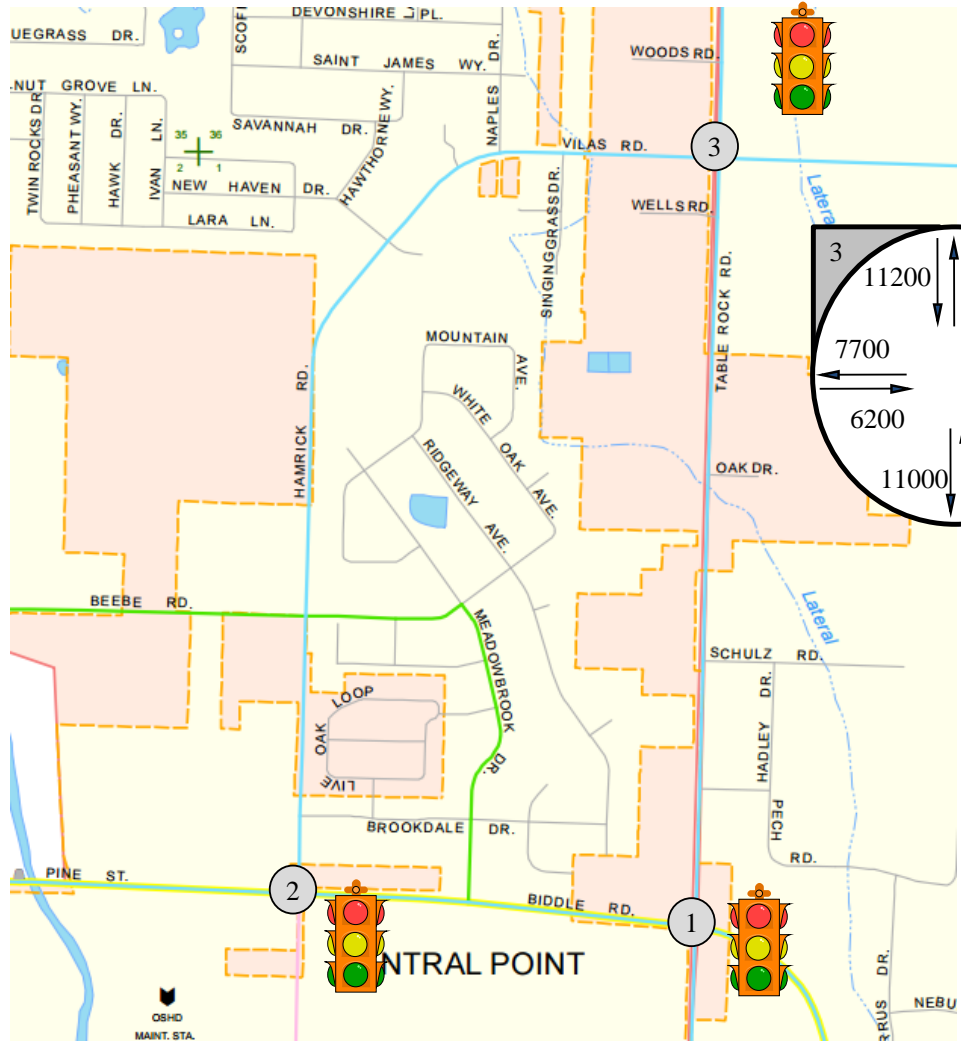 DEVONSHIRE PL.
UEGRASS DR.
SCOFI
SAINT JAMES WY.
NAPLES DR.
WOODS RD.
NUT GROVE LN.
TWIN ROCKS DR
PHEASANT WY.
HAWK DR.
IVAN LN.
35 36
2 1
SAVANNAH DR.
HAWTHORNE WY.
NEW HAVEN DR.
LARA LN.
VILAS RD.
3
SINGINGGRASS DR.
WELLS RD.
TABLE ROCK RD.
Latera
3
11200
7700
6200
11000
MOUNTAIN AVE.
WHITE OAK AVE.
RIDGEWAY AVE.
HAMRICK RD.
OAK DR.
BEEBE RD.
MEADOWBROOK DR.
Lateral
SCHULZ RD.
HADLEY DR.
LIVE OAK LOOP
BROOKDALE DR.
PECH RD.
PINE ST.
2
BIDDLE RD.
1
NTRAL POINT
OSHD
MAINT. STA.
RRUS DR.
NEBU